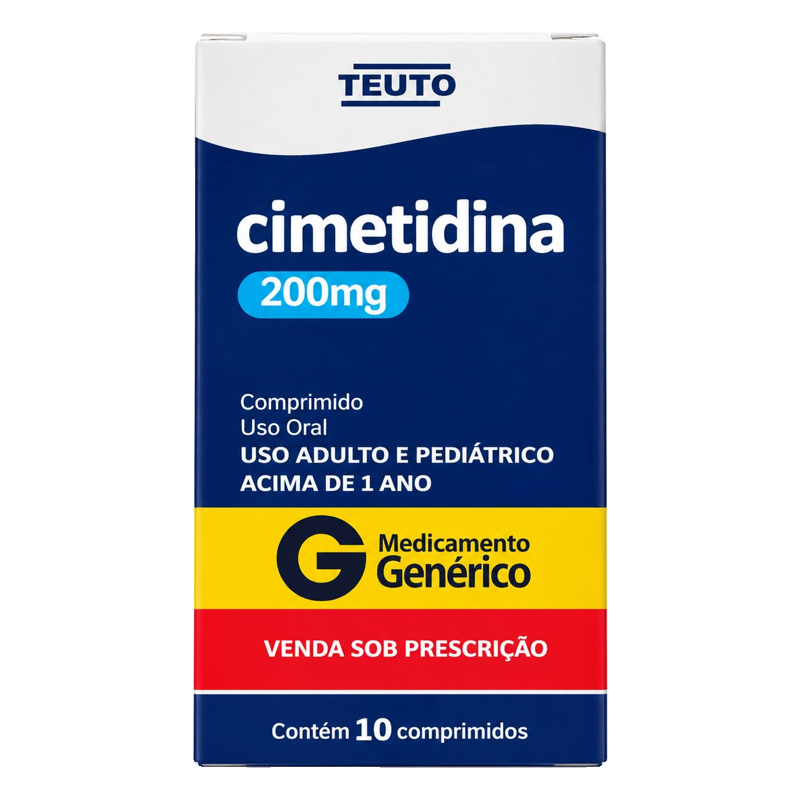 TEUTO
cimetidina
200mg
Comprimido
Uso Oral
USO ADULTO E PEDIÁTRICO
ACIMA DE 1 ANO
G Medicamento
Genérico
VENDA SOB PRESCRIÇÃO
Contém 10 comprimidos